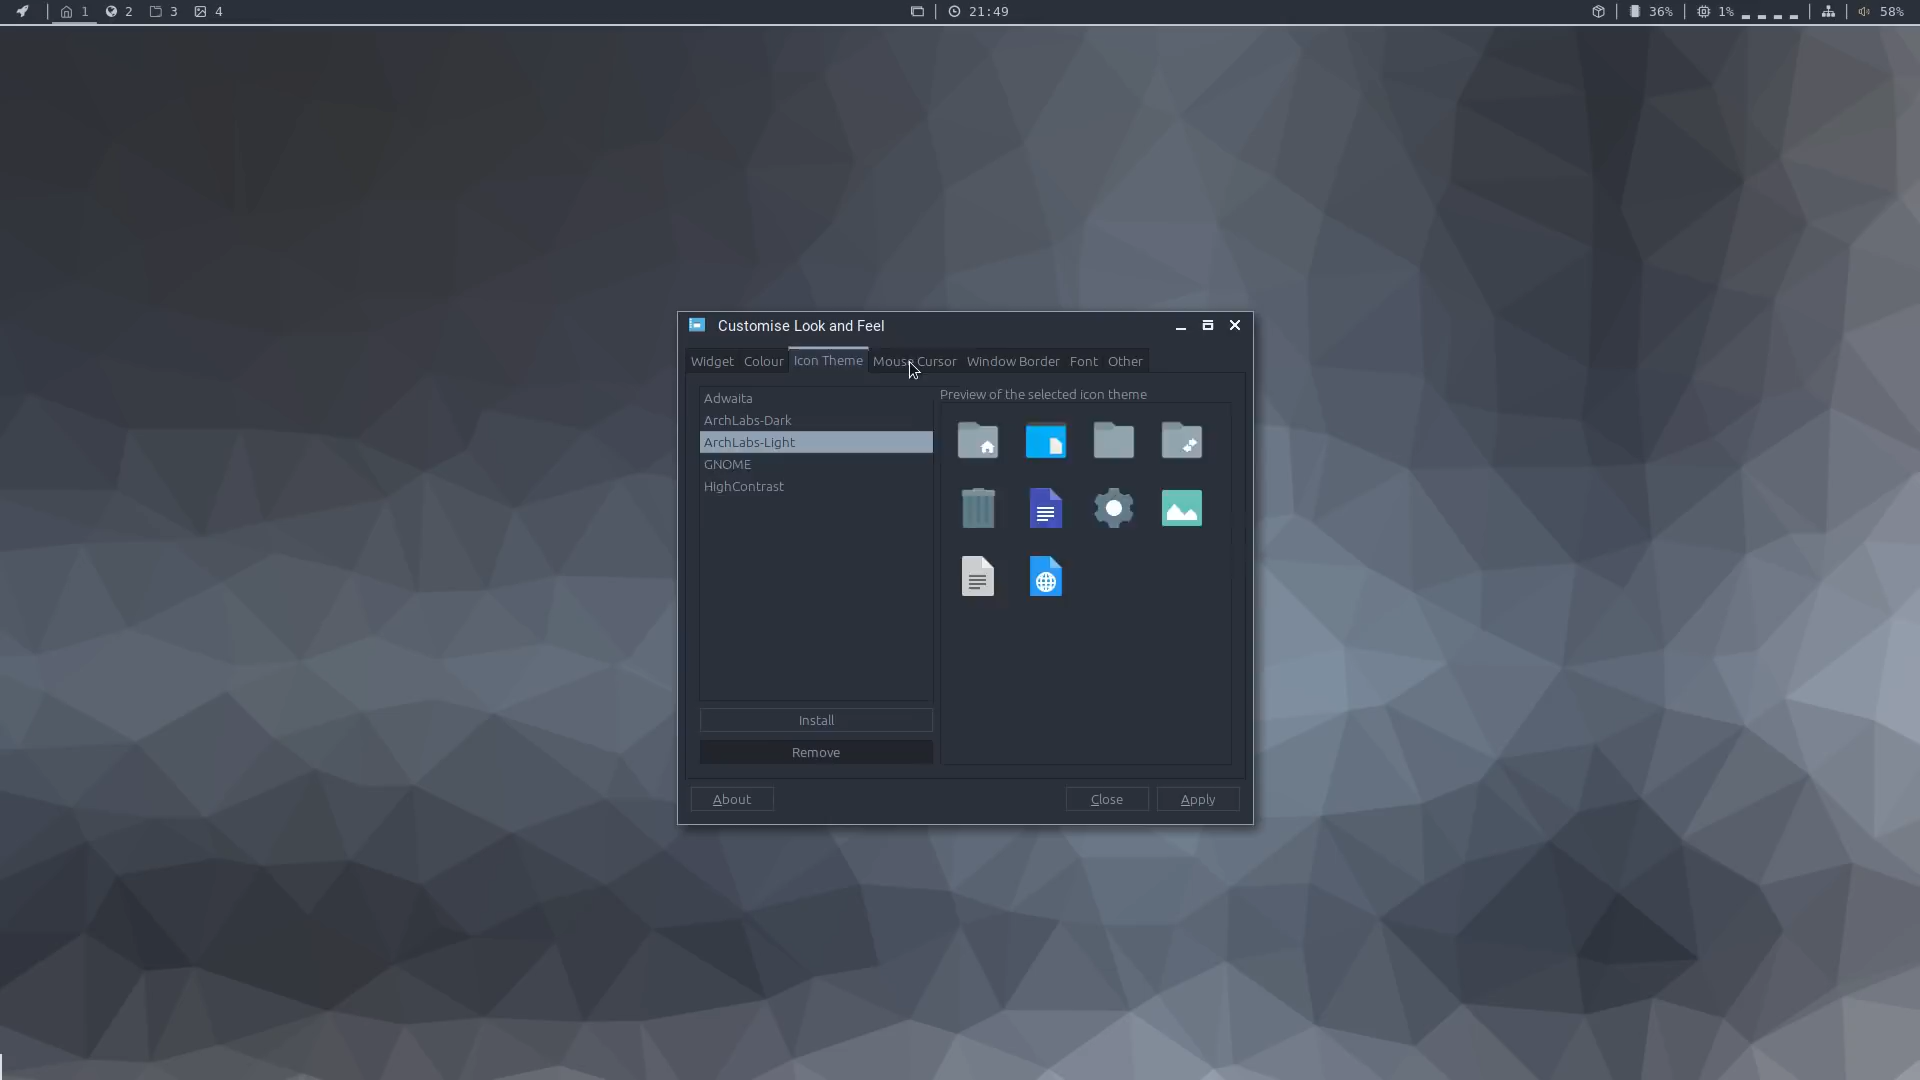 1 2 3 4 21:49 36% 1% 58%
Customise Look and Feel
Widget Colour Icon Theme Mouse Cursor Window Border Font Other
Preview of the selected icon theme
Adwaita
ArchLabs-Dark
ArchLabs-Light
GNOME
HighContrast
Install
Remove
About Close Apply